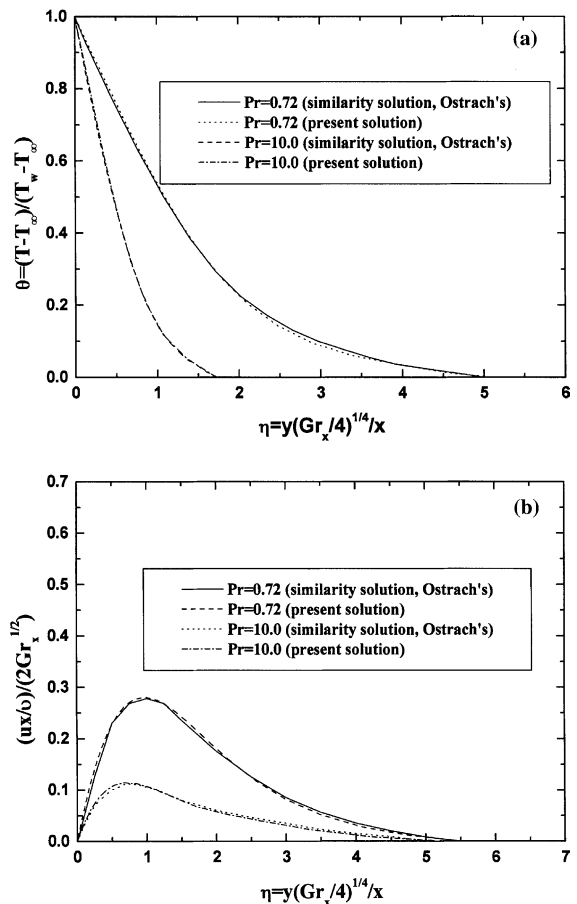 (a)
1.0
0.8
0.6
0.4
0.2
0.0
θ=(T-T∞)/(Tw-T∞)
Pr=0.72 (similarity solution, Ostrach's)
Pr=0.72 (present solution)
Pr=10.0 (similarity solution, Ostrach's)
Pr=10.0 (present solution)
0 1 2 3 4 5 6
η=y(Grx/4)^1/4/x
(b)
0.7
0.6
0.5
0.4
0.3
0.2
0.1
0.0
(ux/υ)/(2Grx^1/2)
Pr=0.72 (similarity solution, Ostrach's)
Pr=0.72 (present solution)
Pr=10.0 (similarity solution, Ostrach's)
Pr=10.0 (present solution)
0 1 2 3 4 5 6 7
η=y(Grx/4)^1/4/x